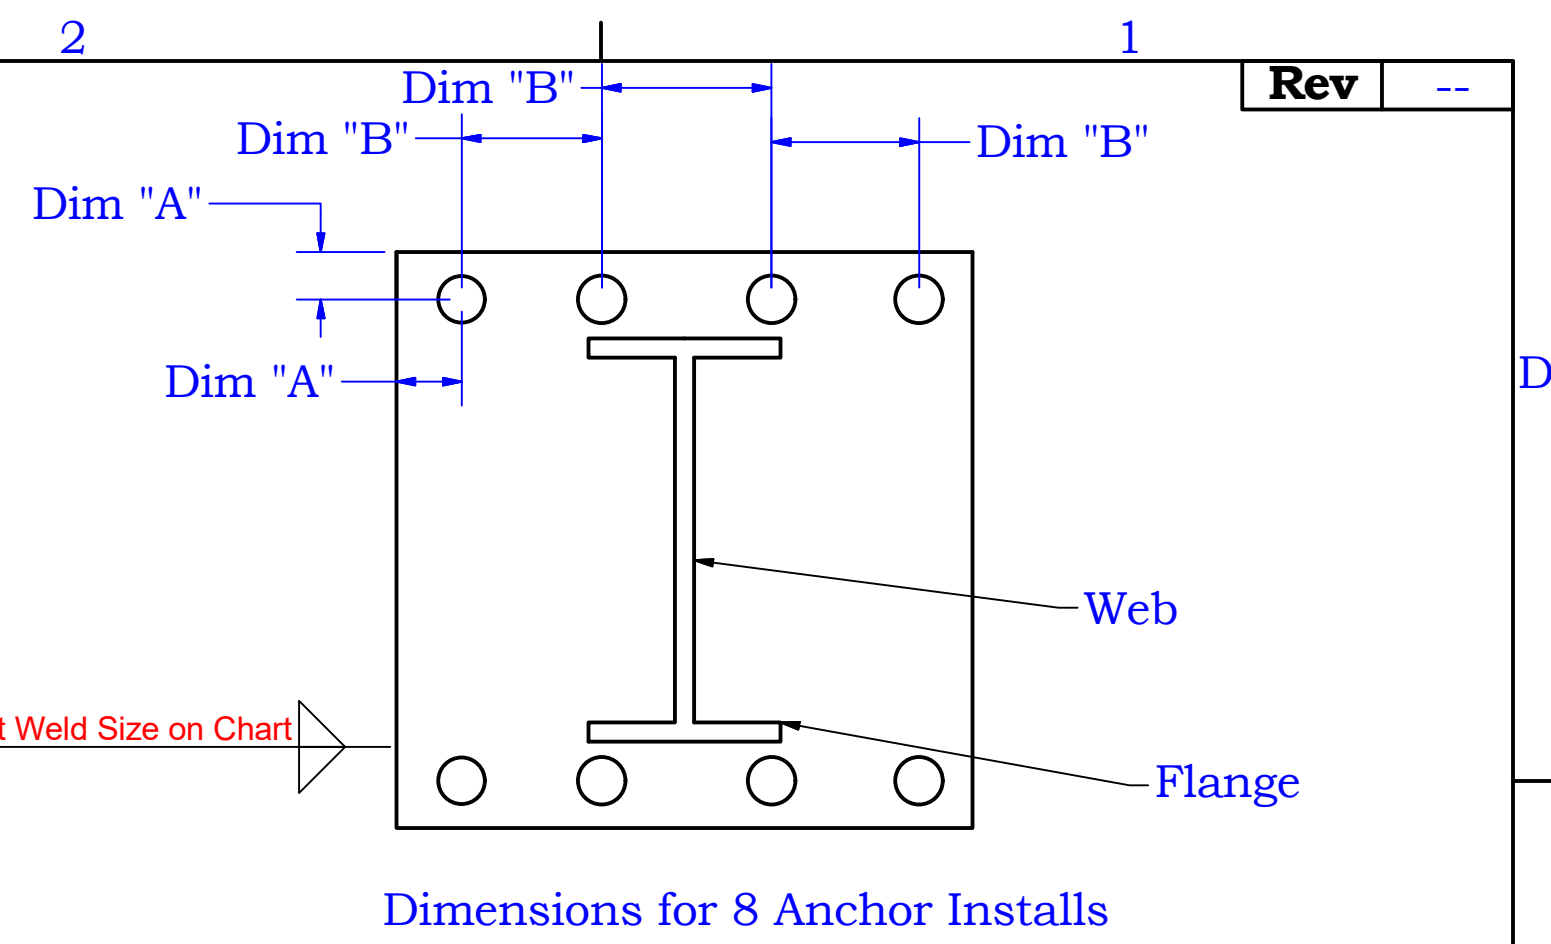 2
1
Dim "B"
Rev --
Dim "B"
Dim "B"
Dim "A"
Dim "A"
D
Web
t Weld Size on Chart
Flange
Dimensions for 8 Anchor Installs